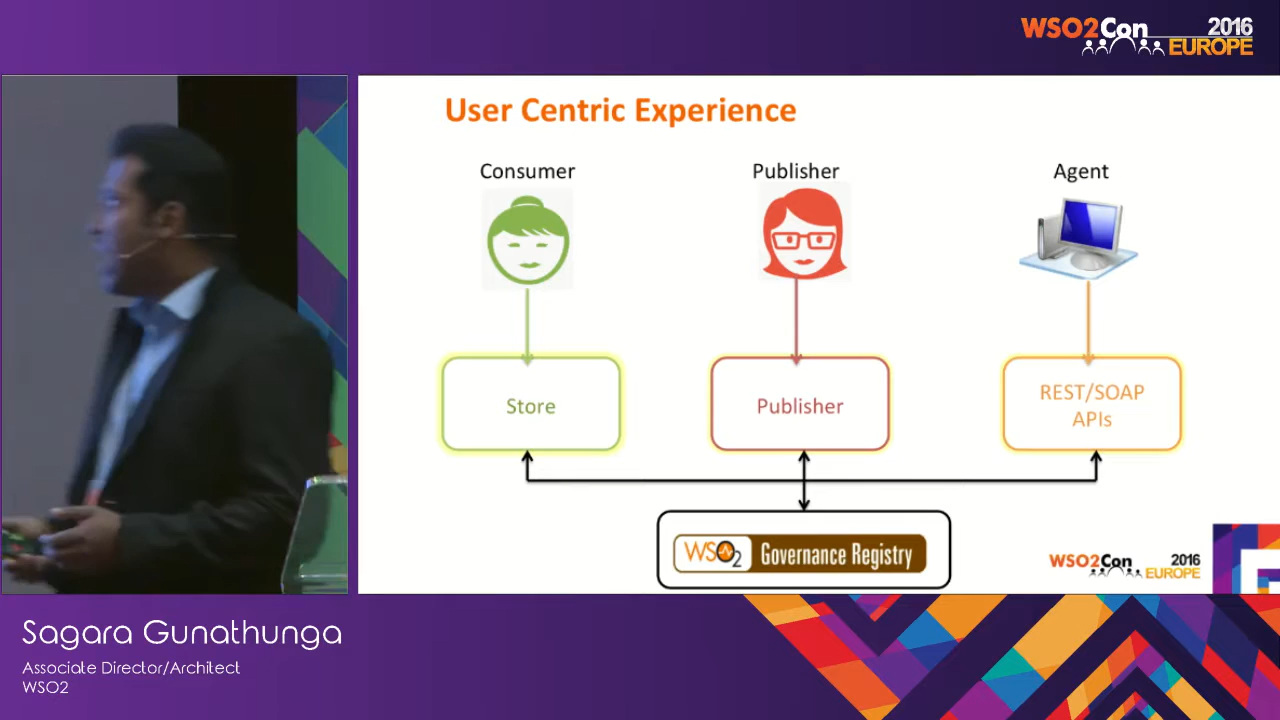 WSO2Con 2016
EUROPE
User Centric Experience
Consumer
Publisher
Agent
Store
Publisher
REST/SOAP
APIs
WSO2 Governance Registry
WSO2Con 2016
EUROPE
Sagara Gunathunga
Associate Director/Architect
WSO2